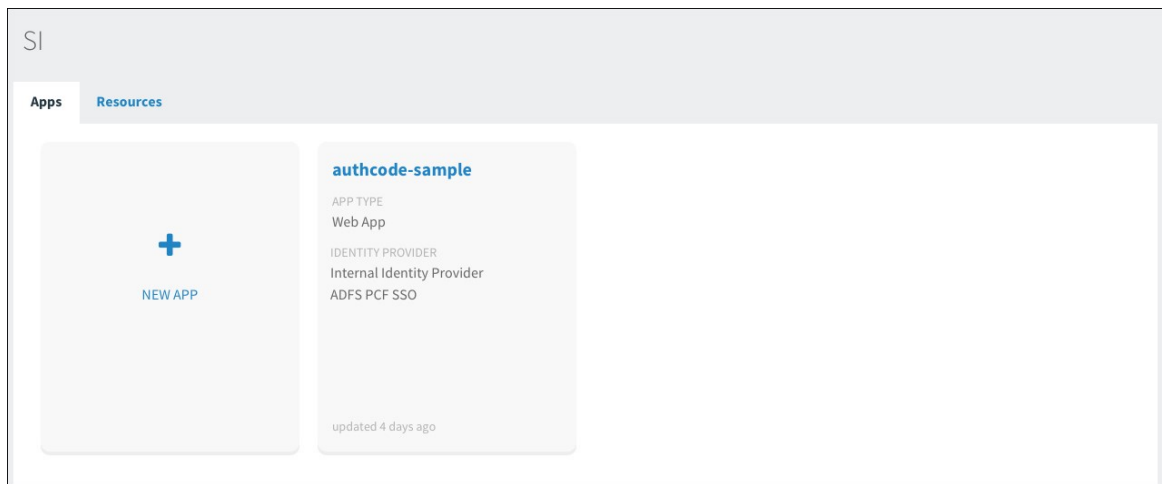 SI
Apps
Resources
NEW APP
authcode-sample
APP TYPE
Web App
IDENTITY PROVIDER
Internal Identity Provider
ADFS PCF SSO
updated 4 days ago